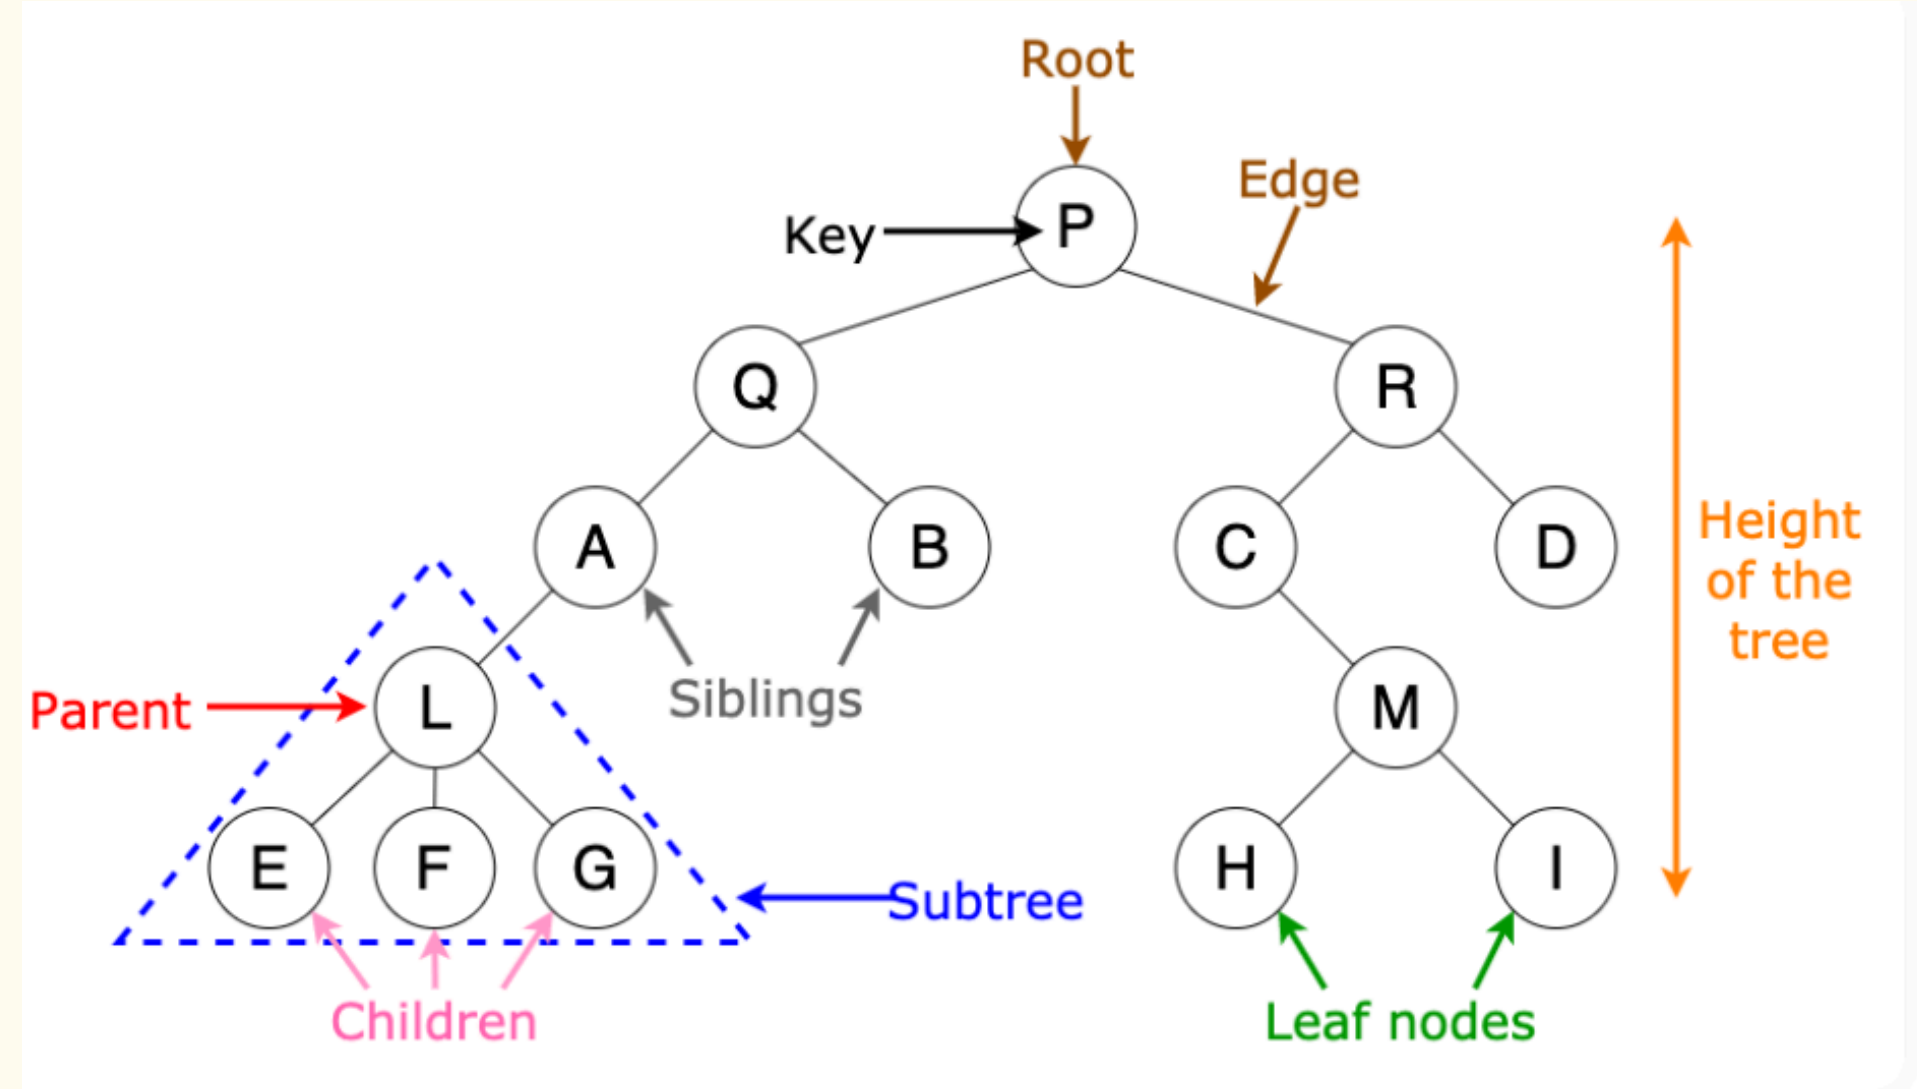 Root
Edge
Key
P
Q
R
A
B
C
D
Height
of the
tree
Siblings
Parent
L
M
E
F
G
H
I
Subtree
Children
Leaf nodes